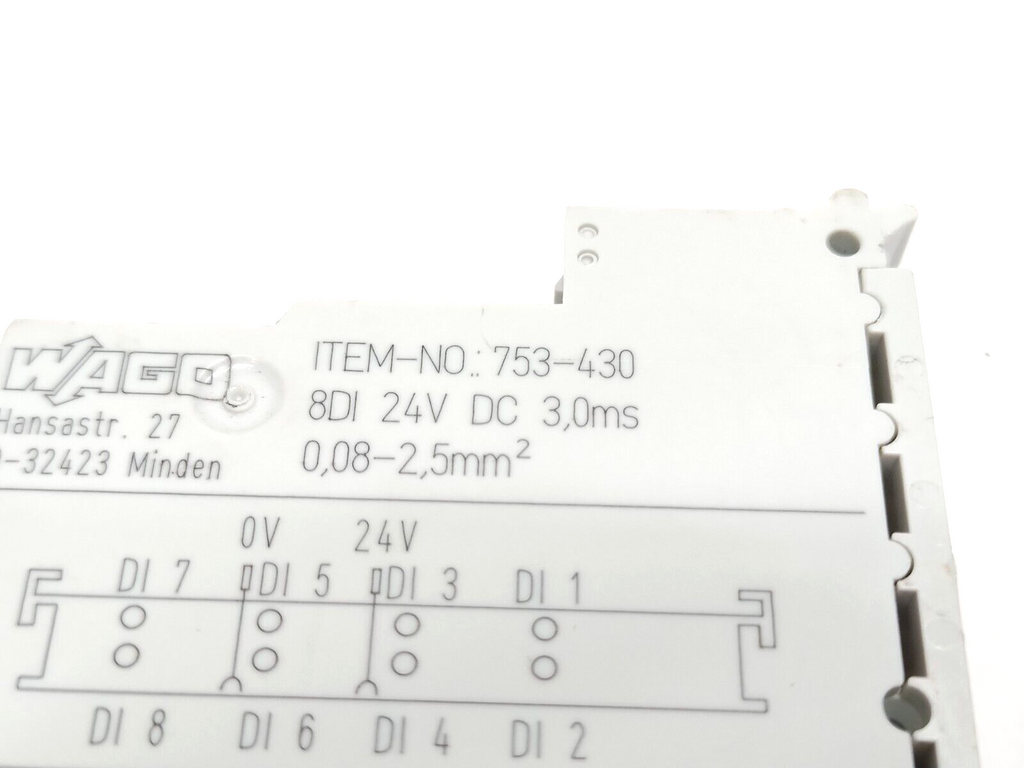 WAGO
Hansastr. 27
D-32423 Minden
ITEM-NO.: 753-430
8DI 24V DC 3,0ms
0,08-2,5mm²
0V 24V
DI 7 DI 5 DI 3 DI 1
DI 8 DI 6 DI 4 DI 2